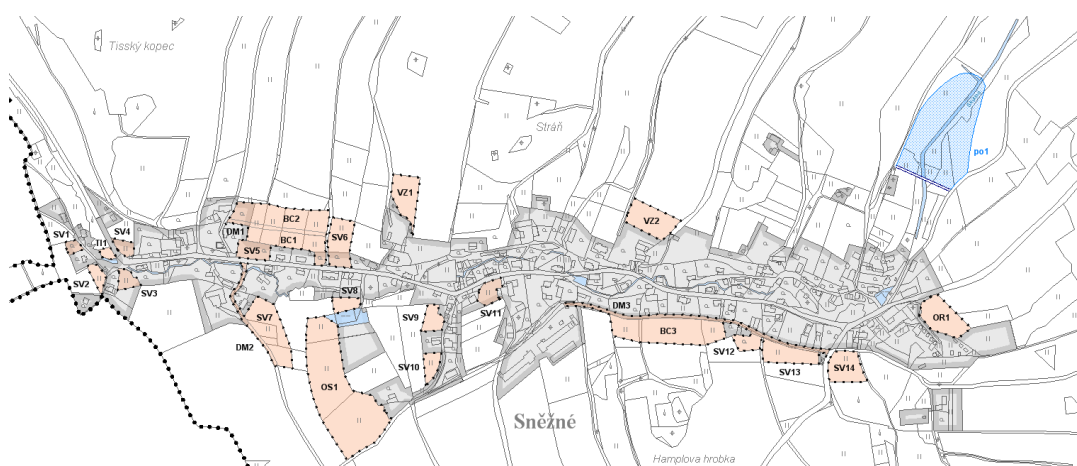 Tisský kopec
Stráň
po1
VZ1
VZ2
BC2
DM1
BC1
SV6
SV5
SV1
SV4
TI1
SV2
SV3
SV8
SV7
SV9
SV11
DM3
OR1
DM2
BC3
SV12
SV10
SV13
SV14
OS1
Sněžné
Hamplova hrobka